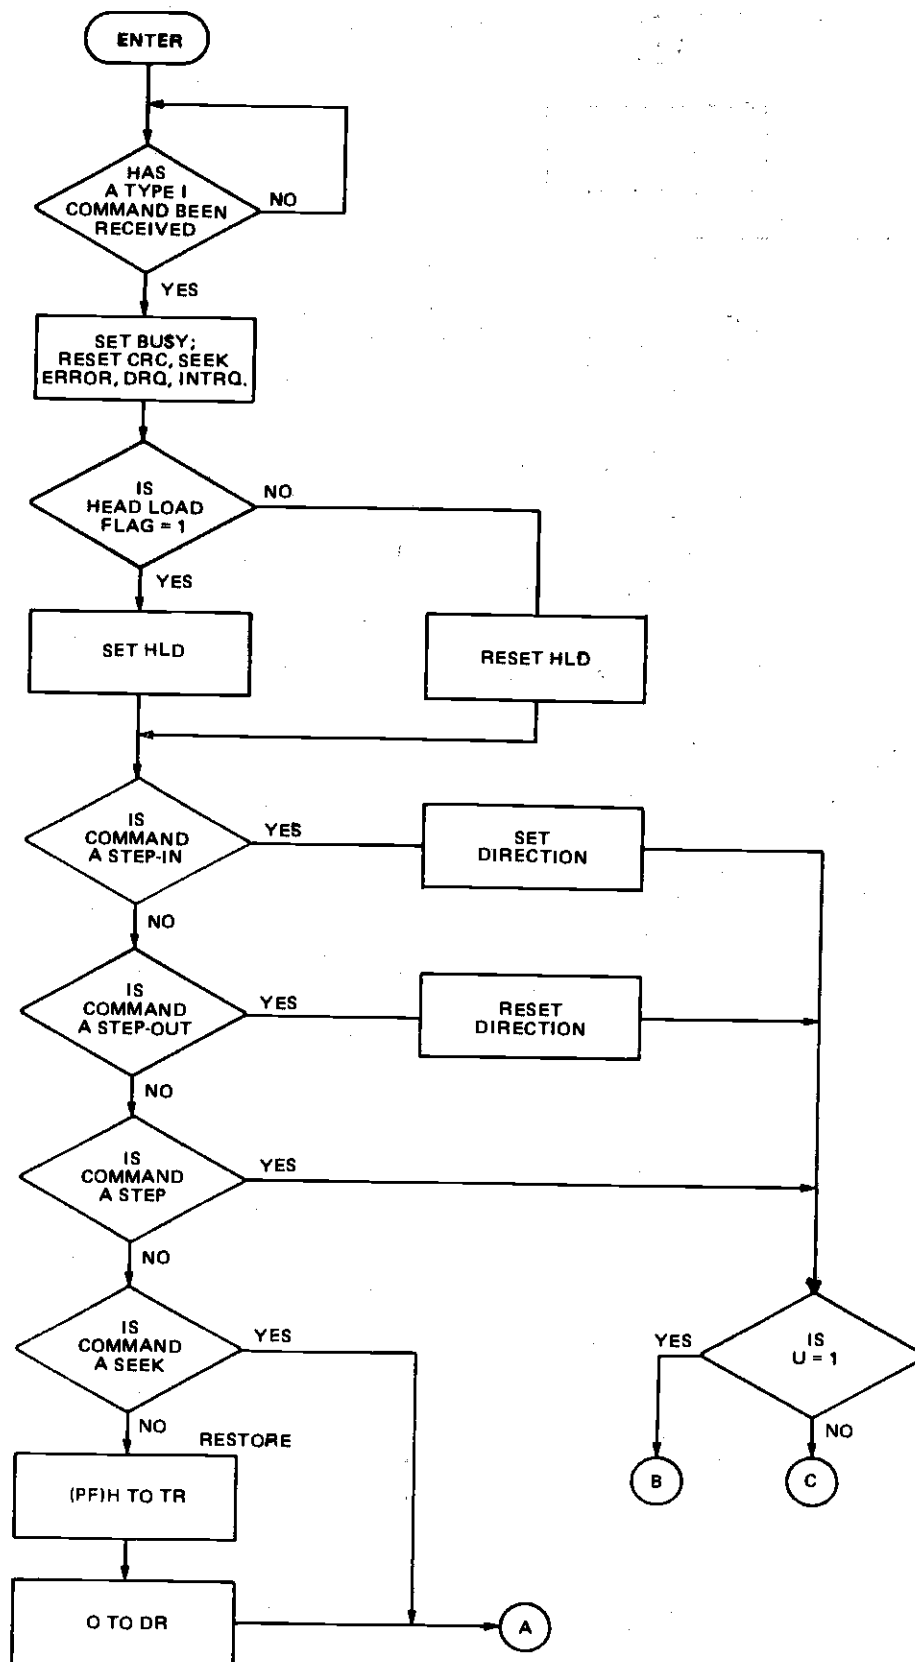 ENTER
HAS
A TYPE I
COMMAND BEEN
RECEIVED
NO
YES
SET BUSY;
RESET CRC, SEEK
ERROR, DRQ, INTRQ.
IS
HEAD LOAD
FLAG = 1
NO
YES
SET HLD
RESET HLD
IS
COMMAND
A STEP-IN
YES
SET
DIRECTION
NO
IS
COMMAND
A STEP-OUT
YES
RESET
DIRECTION
NO
IS
COMMAND
A STEP
YES
NO
IS
COMMAND
A SEEK
YES
YES
IS
U = 1
NO
RESTORE
NO
B
C
(PF)H TO TR
O TO DR
A